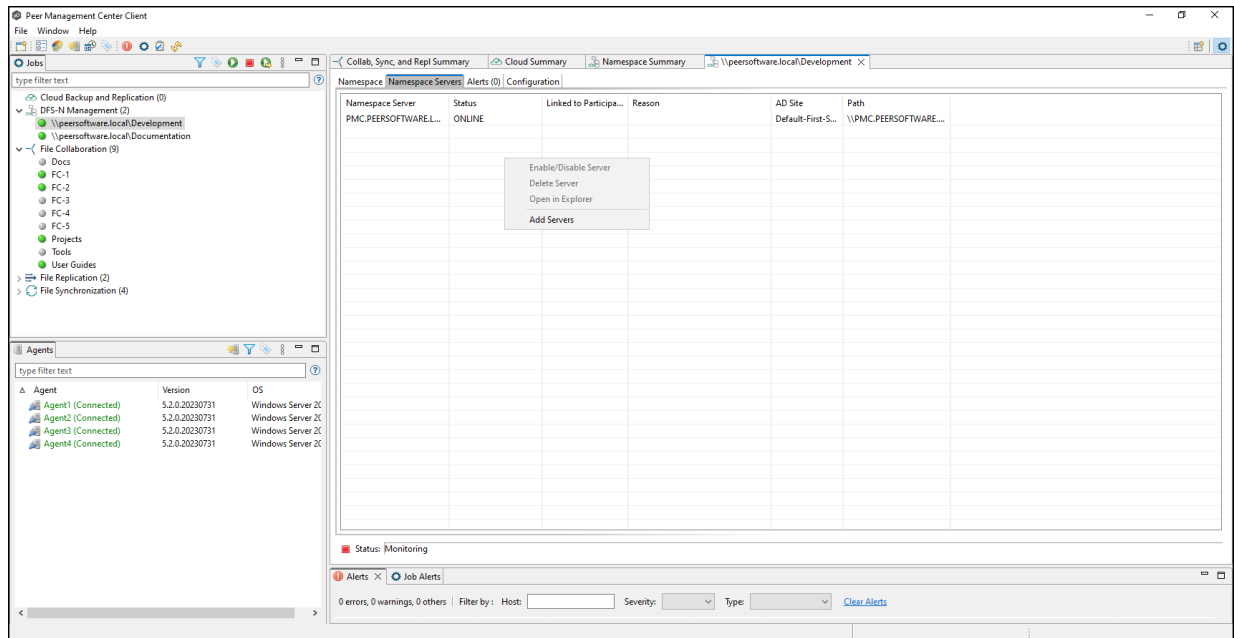 Peer Management Center Client
File Window Help
Jobs
type filter text
Cloud Backup and Replication (0)
DFS-N Management (2)
\\peersoftware.local\Development
\\peersoftware.local\Documentation
File Collaboration (9)
Docs
FC-1
FC-2
FC-3
FC-4
FC-5
Projects
Tools
User Guides
File Replication (2)
File Synchronization (4)
Agents
type filter text
Agent Version OS
Agent1 (Connected) 5.2.0.20230731 Windows Server 20
Agent2 (Connected) 5.2.0.20230731 Windows Server 20
Agent3 (Connected) 5.2.0.20230731 Windows Server 20
Agent4 (Connected) 5.2.0.20230731 Windows Server 20
Collab, Sync, and Repl Summary Cloud Summary Namespace Summary \\peersoftware.local\Development
Namespace Namespace Servers Alerts (0) Configuration
Namespace Server Status Linked to Participa... Reason AD Site Path
PMC.PEERSOFTWARE.L... ONLINE Default-First-S... \\PMC.PEERSOFTWARE....
Enable/Disable Server
Delete Server
Open in Explorer
Add Servers
Status: Monitoring
Alerts Job Alerts
0 errors, 0 warnings, 0 others Filter by : Host: Severity: Type: Clear Alerts